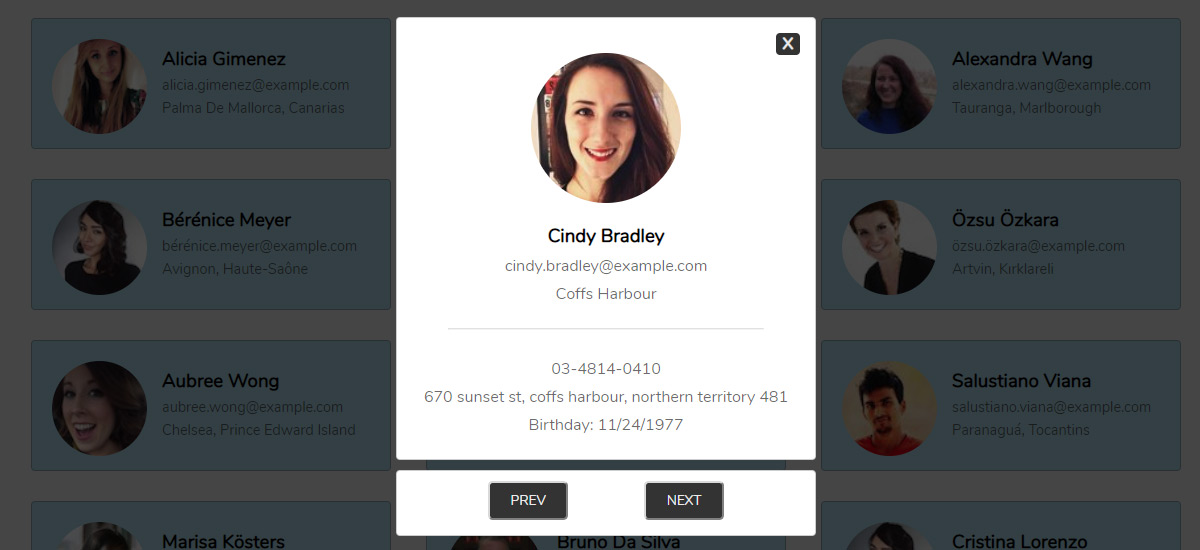 Alicia Gimenez
alicia.gimenez@example.com
Palma De Mallorca, Canarias
Bérénice Meyer
bérénice.meyer@example.com
Avignon, Haute-Saône
Aubree Wong
aubree.wong@example.com
Chelsea, Prince Edward Island
Marisa Kösters
X
Cindy Bradley
cindy.bradley@example.com
Coffs Harbour
03-4814-0410
670 sunset st, coffs harbour, northern territory 481
Birthday: 11/24/1977
PREV
NEXT
Bruno Da Silva
Alexandra Wang
alexandra.wang@example.com
Tauranga, Marlborough
Özsu Özkara
özsu.özkara@example.com
Artvin, Kırklareli
Salustiano Viana
salustiano.viana@example.com
Paranaguá, Tocantins
Cristina Lorenzo